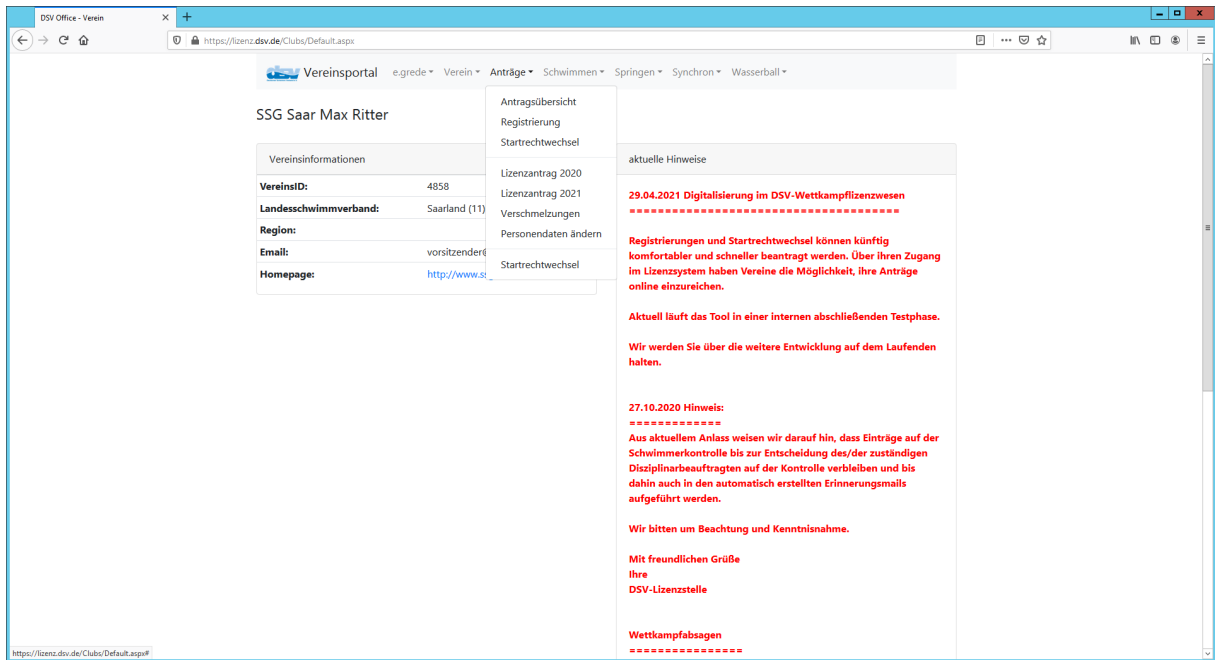 DSV Office - Verein
https://lizenz.dsv.de/Clubs/Default.aspx
dsv Vereinsportal e.grede Verein Anträge Schwimmen Springen Synchron Wasserball
Antragsübersicht
Registrierung
Startrechtwechsel
Lizenzantrag 2020
Lizenzantrag 2021
Verschmelzungen
Personendaten ändern
Startrechtwechsel
SSG Saar Max Ritter
Vereinsinformationen
VereinsID: 4858
Landesschwimmverband: Saarland (11)
Region:
Email: vorsitzender@
Homepage: http://www.ss
aktuelle Hinweise
29.04.2021 Digitalisierung im DSV-Wettkampflizenzwesen
======================================
Registrierungen und Startrechtwechsel können künftig
komfortabler und schneller beantragt werden. Über ihren Zugang
im Lizenzsystem haben Vereine die Möglichkeit, ihre Anträge
online einzureichen.
Aktuell läuft das Tool in einer internen abschließenden Testphase.
Wir werden Sie über die weitere Entwicklung auf dem Laufenden
halten.
27.10.2020 Hinweis:
=============
Aus aktuellem Anlass weisen wir darauf hin, dass Einträge auf der
Schwimmerkontrolle bis zur Entscheidung des/der zuständigen
Disziplinarbeauftragten auf der Kontrolle verbleiben und bis
dahin auch in den automatisch erstellten Erinnerungsmails
aufgeführt werden.
Wir bitten um Beachtung und Kenntnisnahme.
Mit freundlichen Grüße
Ihre
DSV-Lizenzstelle
Wettkampfabsagen
================
https://lizenz.dsv.de/Clubs/Default.aspx#